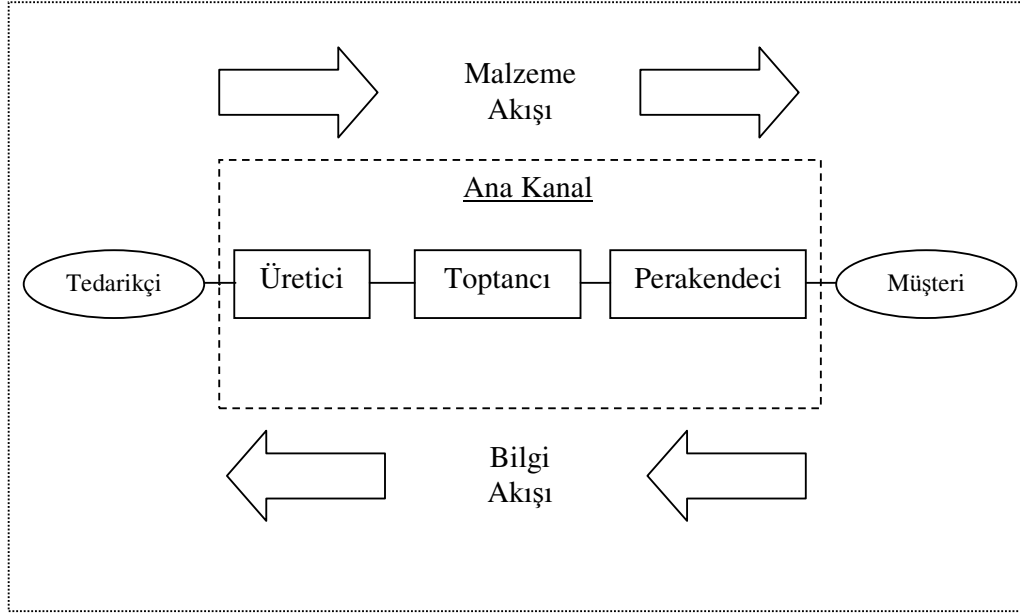 Malzeme
Akışı
Ana Kanal
Tedarikçi
Üretici
Toptancı
Perakendeci
Müşteri
Bilgi
Akışı